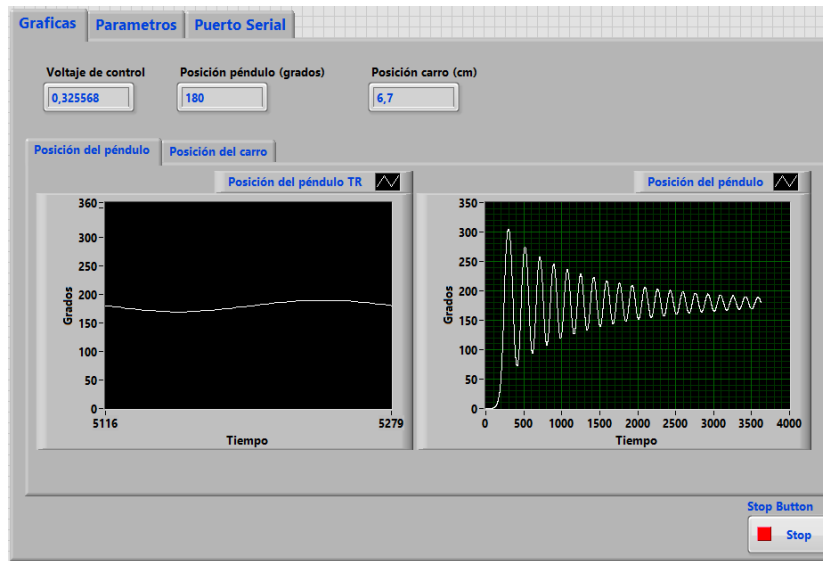 Graficas Parametros Puerto Serial
Voltaje de control Posición péndulo (grados) Posición carro (cm)
0,325568 180 6,7
Posición del péndulo Posición del carro
Posición del péndulo TR
360
300
250
200
150
100
50
0
Grados
5116 5279
Tiempo
Posición del péndulo
350
300
250
200
150
100
50
0
Grados
0 500 1000 1500 2000 2500 3000 3500 4000
Tiempo
Stop Button
Stop